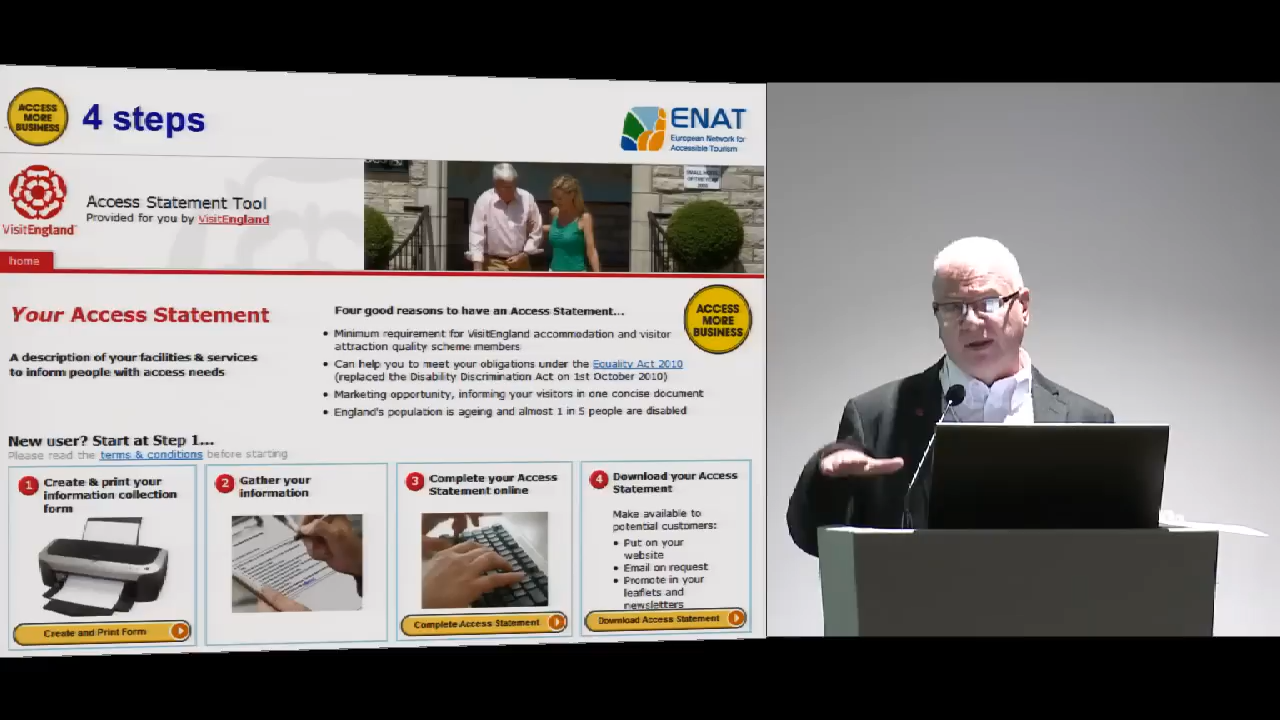 ACCESS
MORE
BUSINESS
4 steps
ENAT
European Network for
Accessible Tourism
VisitEngland
Access Statement Tool
Provided for you by VisitEngland
SMALL HOTEL
OF THE YEAR
home
Your Access Statement
A description of your facilities & services
to inform people with access needs
Four good reasons to have an Access Statement...
• Minimum requirement for VisitEngland accommodation and visitor
attraction quality scheme members
• Can help you to meet your obligations under the Equality Act 2010
(replaced the Disability Discrimination Act on 1st October 2010)
• Marketing opportunity, informing your visitors in one concise document
• England's population is ageing and almost 1 in 5 people are disabled
ACCESS
MORE
BUSINESS
New user? Start at Step 1...
Please read the terms & conditions before starting
1 Create & print your
information collection
form
Create and Print Form
2 Gather your
information
3 Complete your Access
Statement online
Complete Access Statement
4 Download your Access
Statement
Make available to
potential customers:
• Put on your
website
• Email on request
• Promote in your
leaflets and
newsletters
Download Access Statement